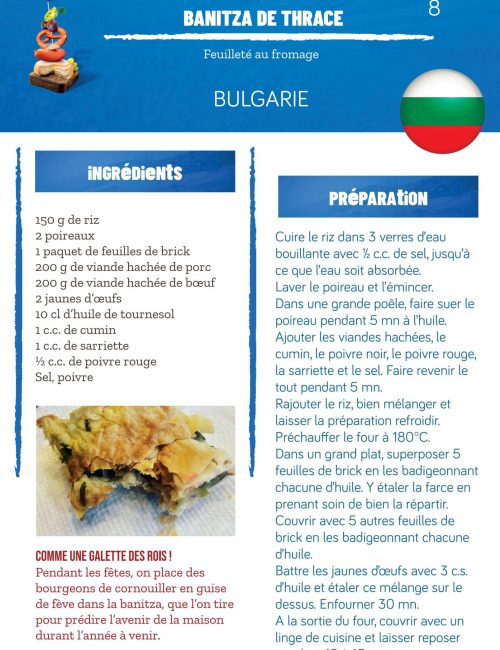 BANITZA DE THRACE
8
Feuilleté au fromage
BULGARIE
iNGRéDieNtS
150 g de riz
2 poireaux
1 paquet de feuilles de brick
200 g de viande hachée de porc
200 g de viande hachée de bœuf
2 jaunes d’œufs
10 cl d’huile de tournesol
1 c.c. de cumin
1 c.c. de sarriette
½ c.c. de poivre rouge
Sel, poivre
COMME UNE GALETTE DES ROIS !
Pendant les fêtes, on place des
bourgeons de cornouiller en guise
de fève dans la banitza, que l’on tire
pour prédire l’avenir de la maison
durant l’année à venir.
PRéPARAtiON
Cuire le riz dans 3 verres d’eau
bouillante avec ½ c.c. de sel, jusqu’à
ce que l’eau soit absorbée.
Laver le poireau et l’émincer.
Dans une grande poêle, faire suer le
poireau pendant 5 mn à l’huile.
Ajouter les viandes hachées, le
cumin, le poivre noir, le poivre rouge,
la sarriette et le sel. Faire revenir le
tout pendant 5 mn.
Rajouter le riz, bien mélanger et
laisser la préparation refroidir.
Préchauffer le four à 180°C.
Dans un grand plat, superposer 5
feuilles de brick en les badigeonnant
chacune d’huile. Y étaler la farce en
prenant soin de bien la répartir.
Couvrir avec 5 autres feuilles de
brick en les badigeonnant chacune
d’huile.
Battre les jaunes d’œufs avec 3 c.s.
d’huile et étaler ce mélange sur le
dessus. Enfourner 30 mn.
A la sortie du four, couvrir avec un
linge de cuisine et laisser reposer